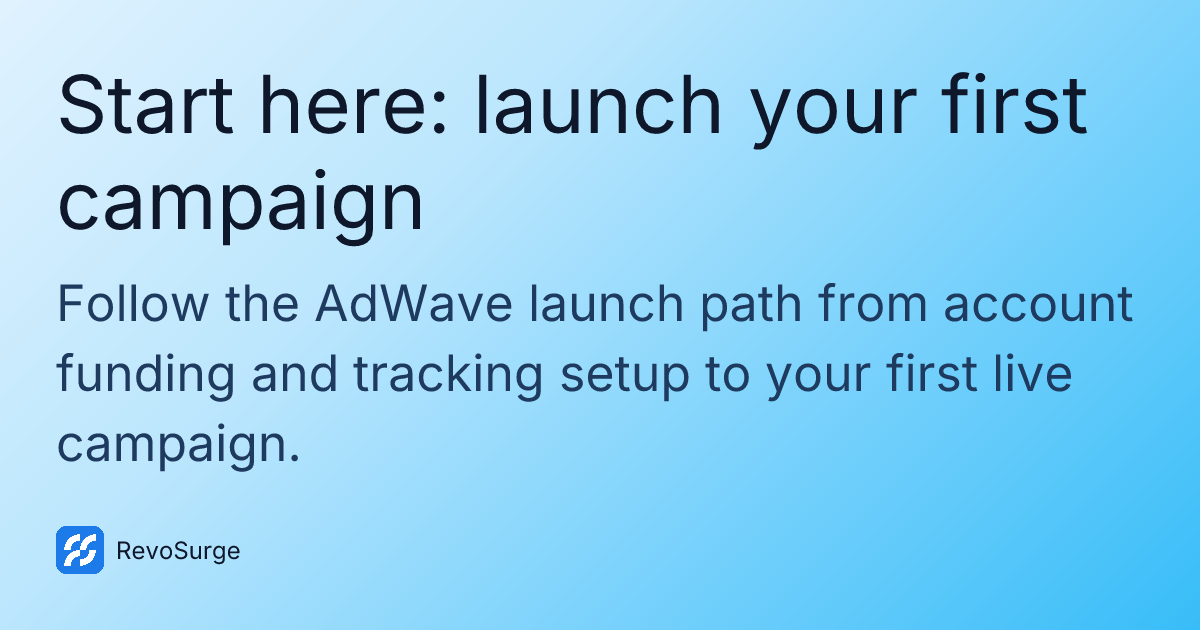 Start here: launch your first
campaign
Follow the AdWave launch path from account
funding and tracking setup to your first live
campaign.
RevoSurge